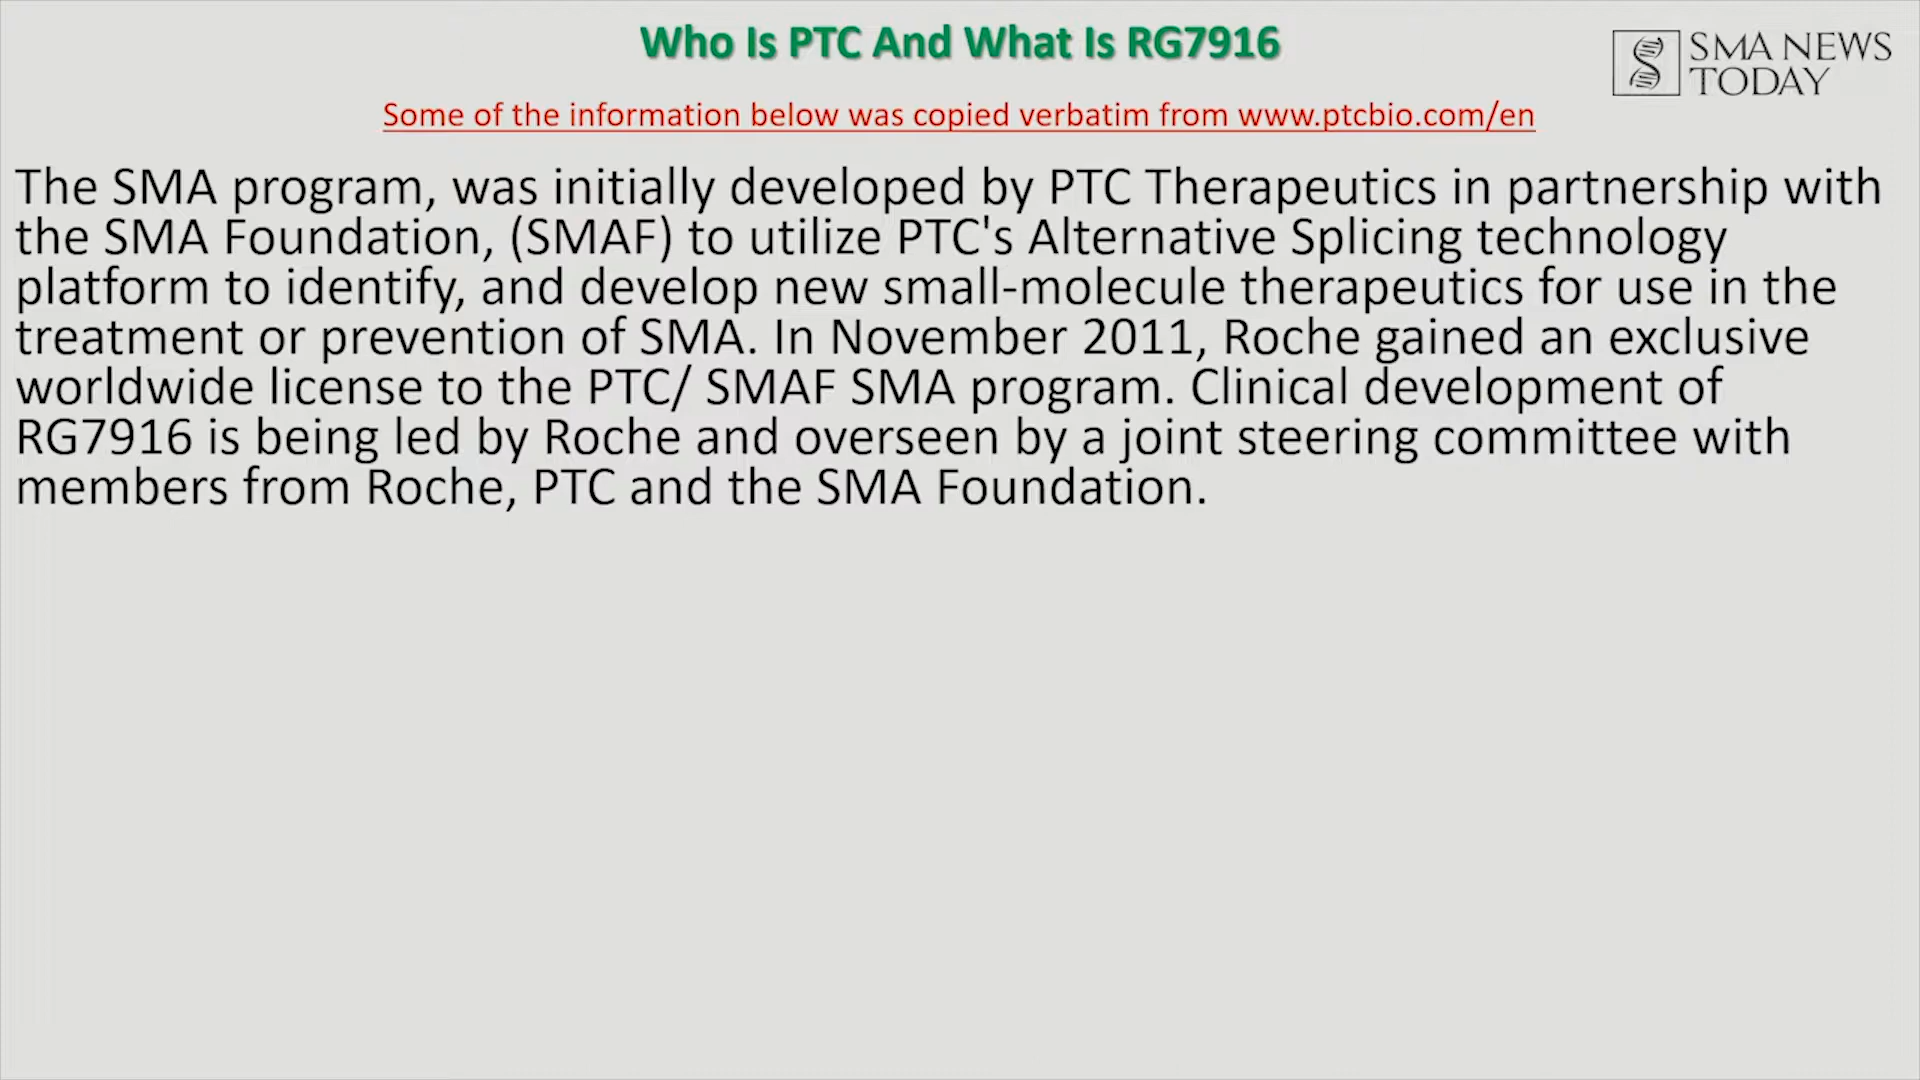 Who Is PTC And What Is RG7916
SMA NEWS
TODAY
Some of the information below was copied verbatim from www.ptcbio.com/en
The SMA program, was initially developed by PTC Therapeutics in partnership with
the SMA Foundation, (SMAF) to utilize PTC's Alternative Splicing technology
platform to identify, and develop new small-molecule therapeutics for use in the
treatment or prevention of SMA. In November 2011, Roche gained an exclusive
worldwide license to the PTC/ SMAF SMA program. Clinical development of
RG7916 is being led by Roche and overseen by a joint steering committee with
members from Roche, PTC and the SMA Foundation.